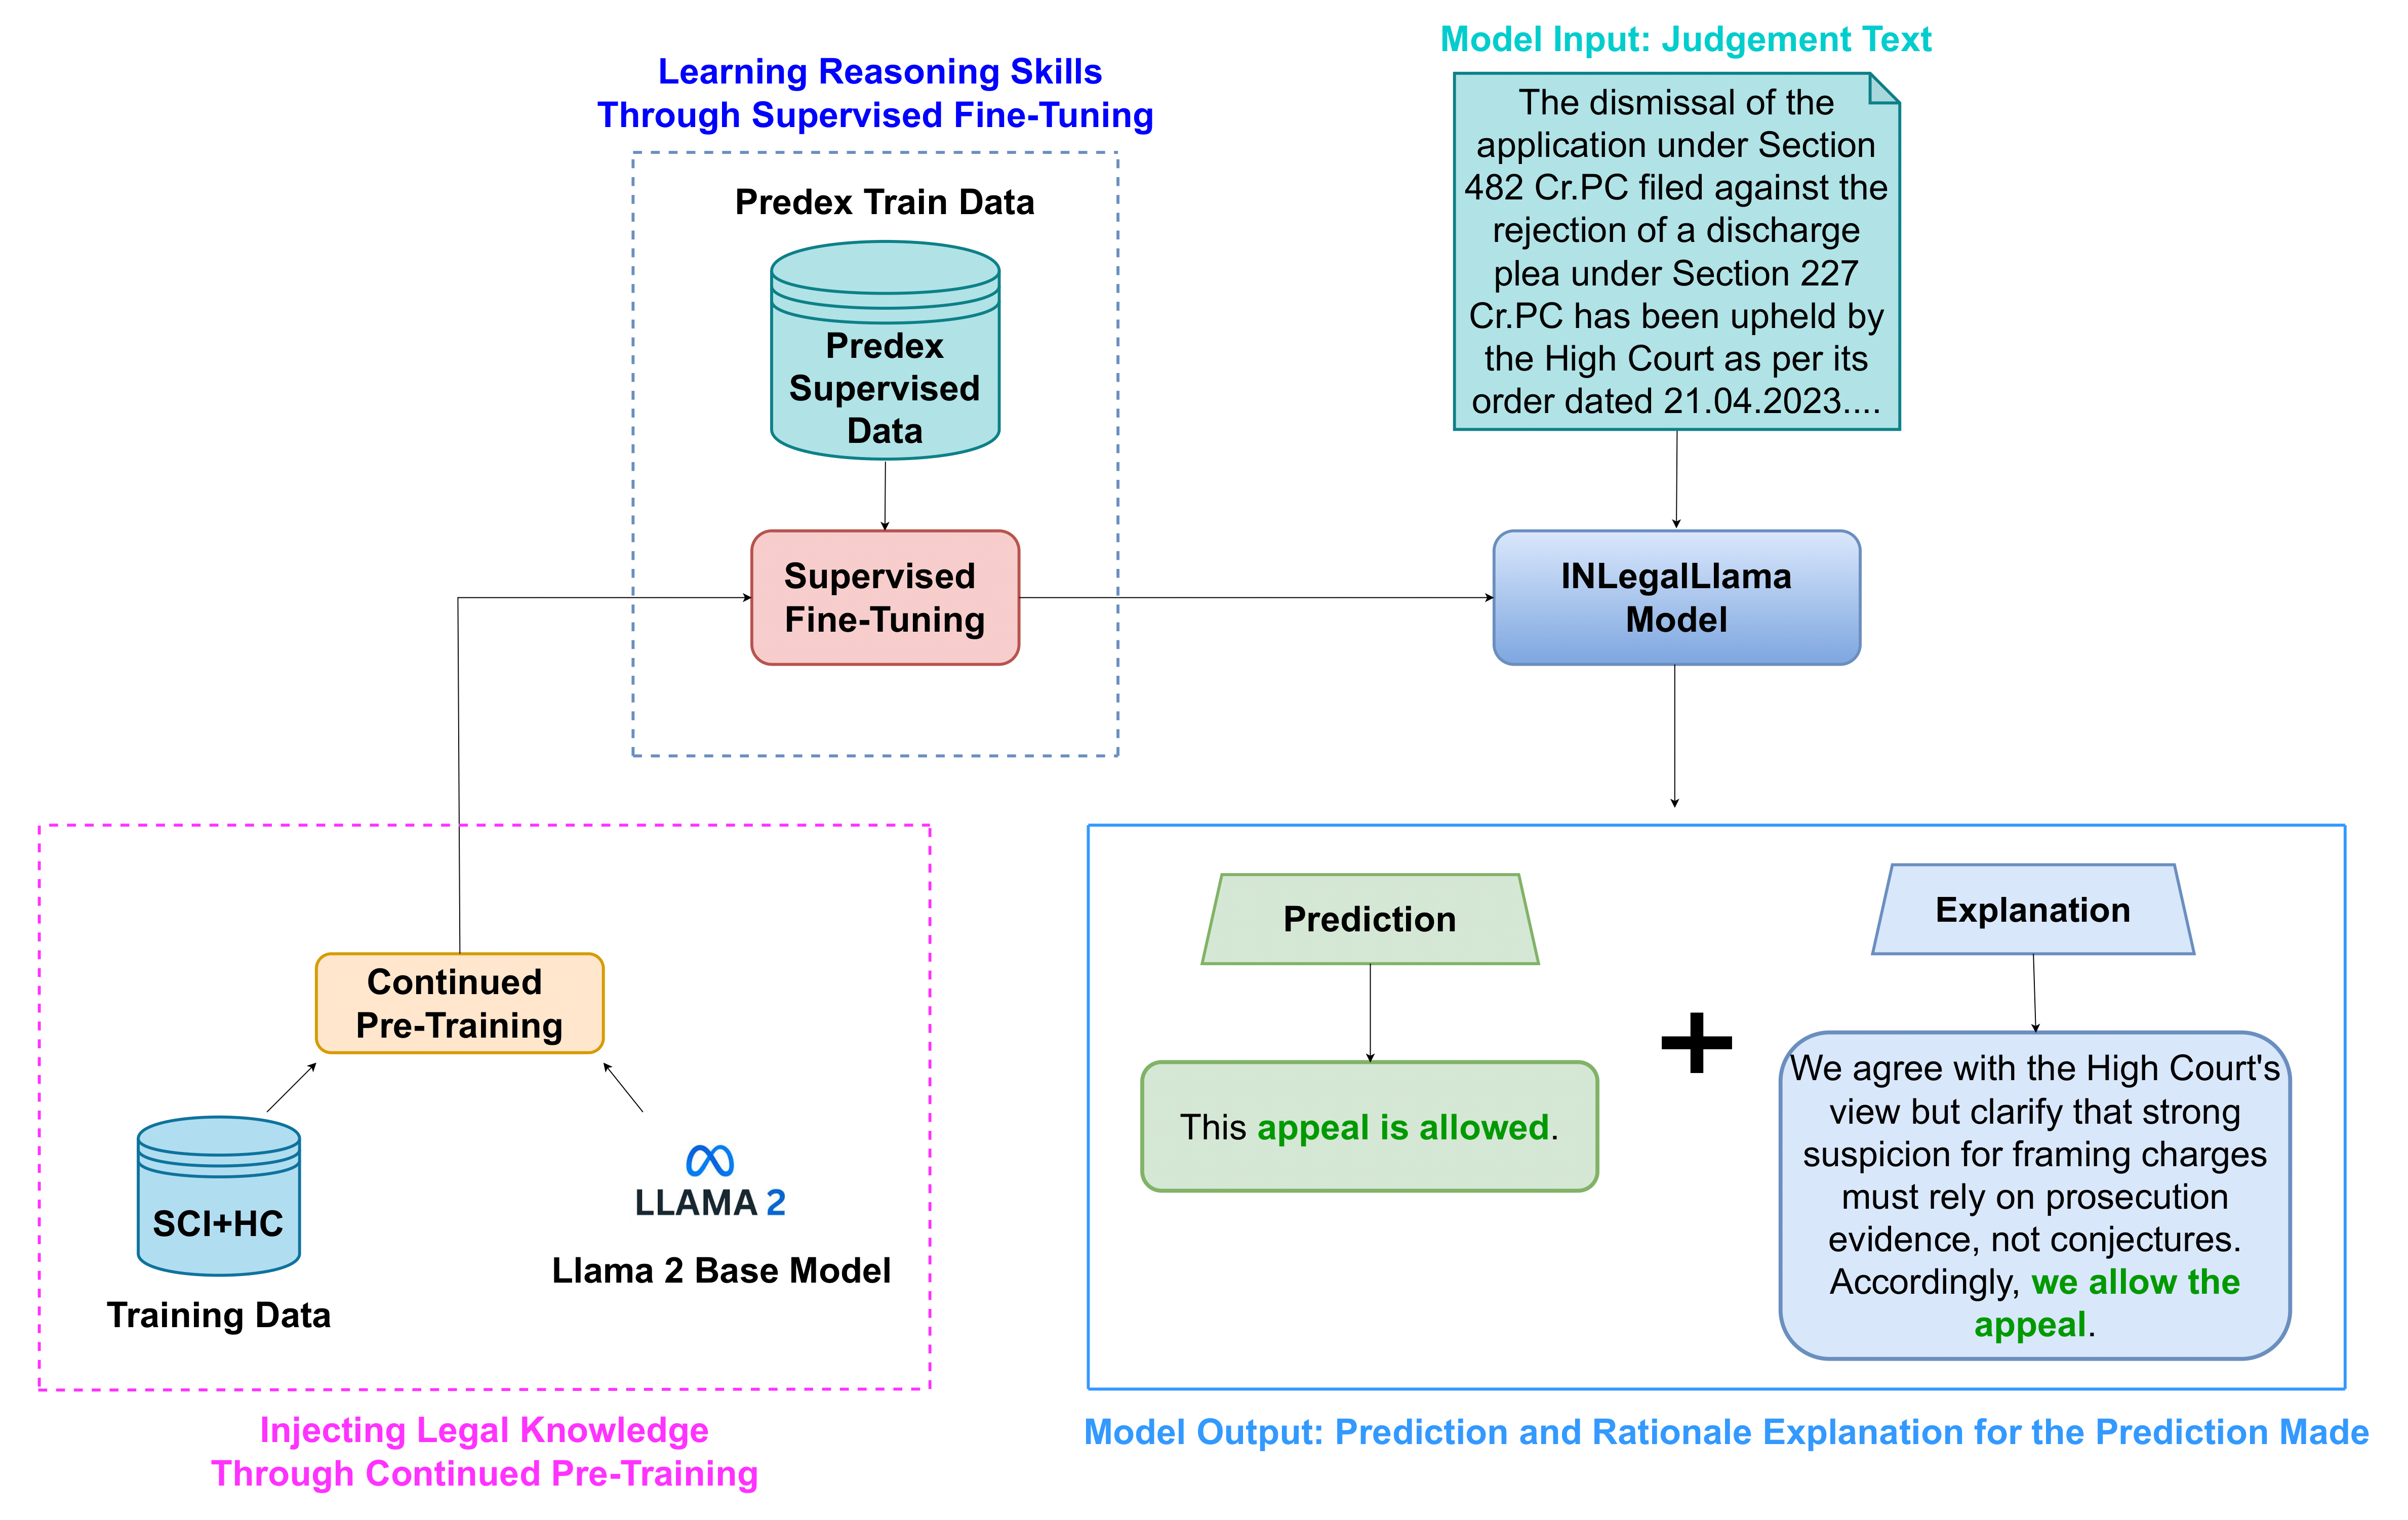 Model Input: Judgement Text
The dismissal of the
application under Section
482 Cr.PC filed against the
rejection of a discharge
plea under Section 227
Cr.PC has been upheld by
the High Court as per its
order dated 21.04.2023....
Learning Reasoning Skills
Through Supervised Fine-Tuning
Predex Train Data
Predex
Supervised
Data
Supervised
Fine-Tuning
INLegalLlama
Model
Continued
Pre-Training
SCI+HC
Training Data
LLAMA 2
Llama 2 Base Model
Injecting Legal Knowledge
Through Continued Pre-Training
Prediction
This appeal is allowed.
+
Explanation
We agree with the High Court's
view but clarify that strong
suspicion for framing charges
must rely on prosecution
evidence, not conjectures.
Accordingly, we allow the
appeal.
Model Output: Prediction and Rationale Explanation for the Prediction Made